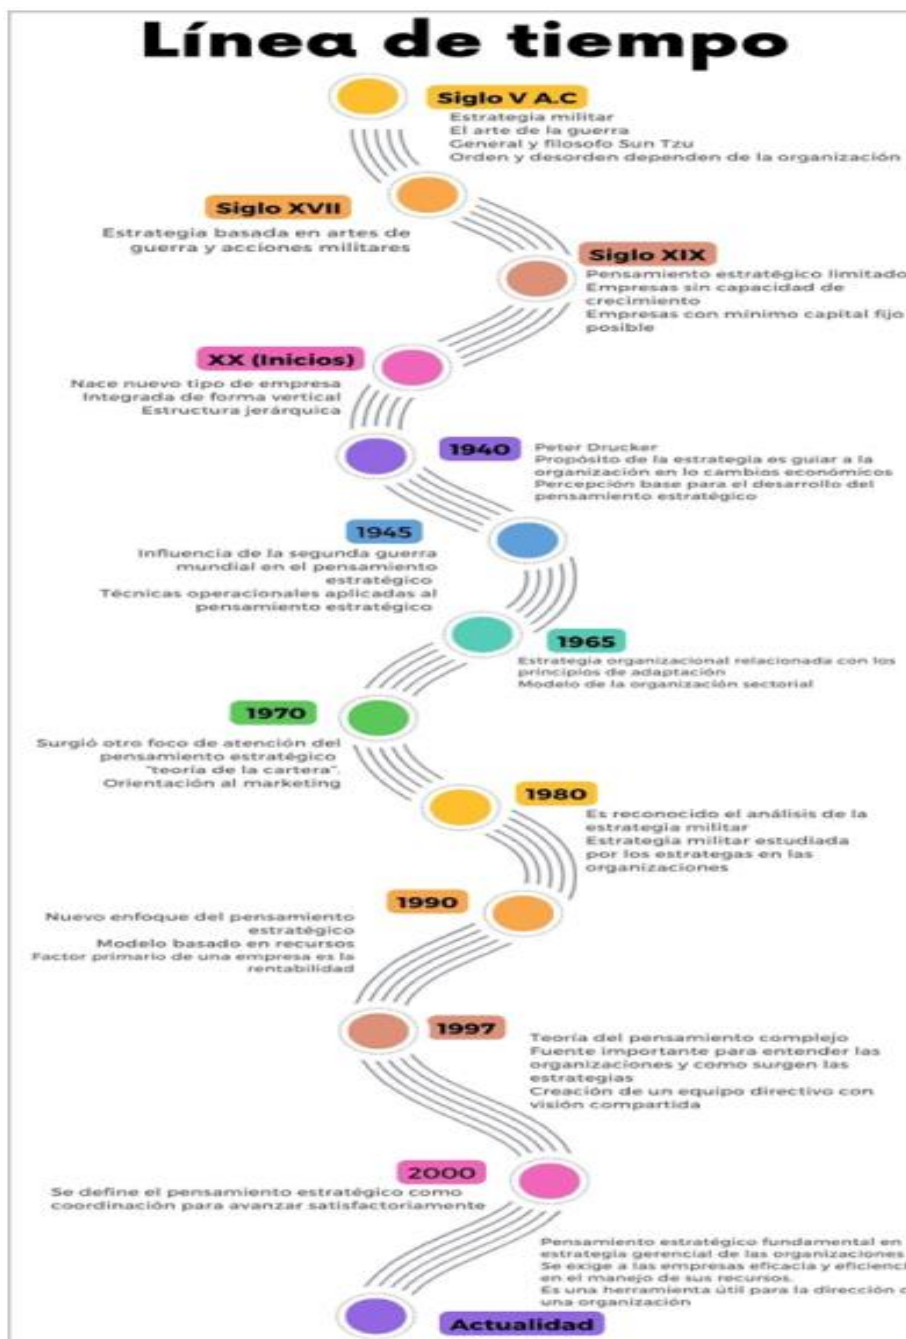 Línea de tiempo
Siglo V A.C
Estrategia militar
El arte de la guerra
General y filosofo Sun Tzu
Orden y desorden dependen de la organización
Siglo XVII
Estrategia basada en artes de
guerra y acciones militares
Siglo XIX
Pensamiento estratégico limitado
Empresas sin capacidad de
crecimiento
Empresas con mínimo capital fijo
posible
XX (Inicios)
Nace nuevo tipo de empresa
Integrada de forma vertical
Estructura jerárquica
1940
Peter Drucker
Propósito de la estrategia es guiar a la
organización en lo cambios económicos
Percepción base para el desarrollo del
pensamiento estratégico
1945
Influencia de la segunda guerra
mundial en el pensamiento
estratégico
Técnicas operacionales aplicadas al
pensamiento estratégico
1965
Estrategia organizacional relacionada con los
principios de adaptación
Modelo de la organización sectorial
1970
Surgió otro foco de atención del
pensamiento estratégico
"teoría de la cartera".
Orientación al marketing
1980
Es reconocido el análisis de la
estrategia militar
Estrategia militar estudiada
por los estrategas en las
organizaciones
1990
Nuevo enfoque del pensamiento
estratégico
Modelo basado en recursos
Factor primario de una empresa es la
rentabilidad
1997
Teoría del pensamiento complejo
Fuente importante para entender las
organizaciones y como surgen las
estrategias
Creación de un equipo directivo con
visión compartida
2000
Se define el pensamiento estratégico como
coordinación para avanzar satisfactoriamente
Pensamiento estratégico fundamental en
estrategia gerencial de las organizaciones
Se exige a las empresas eficacia y eficienci
en el manejo de sus recursos.
Es una herramienta útil para la dirección
una organización
Actualidad